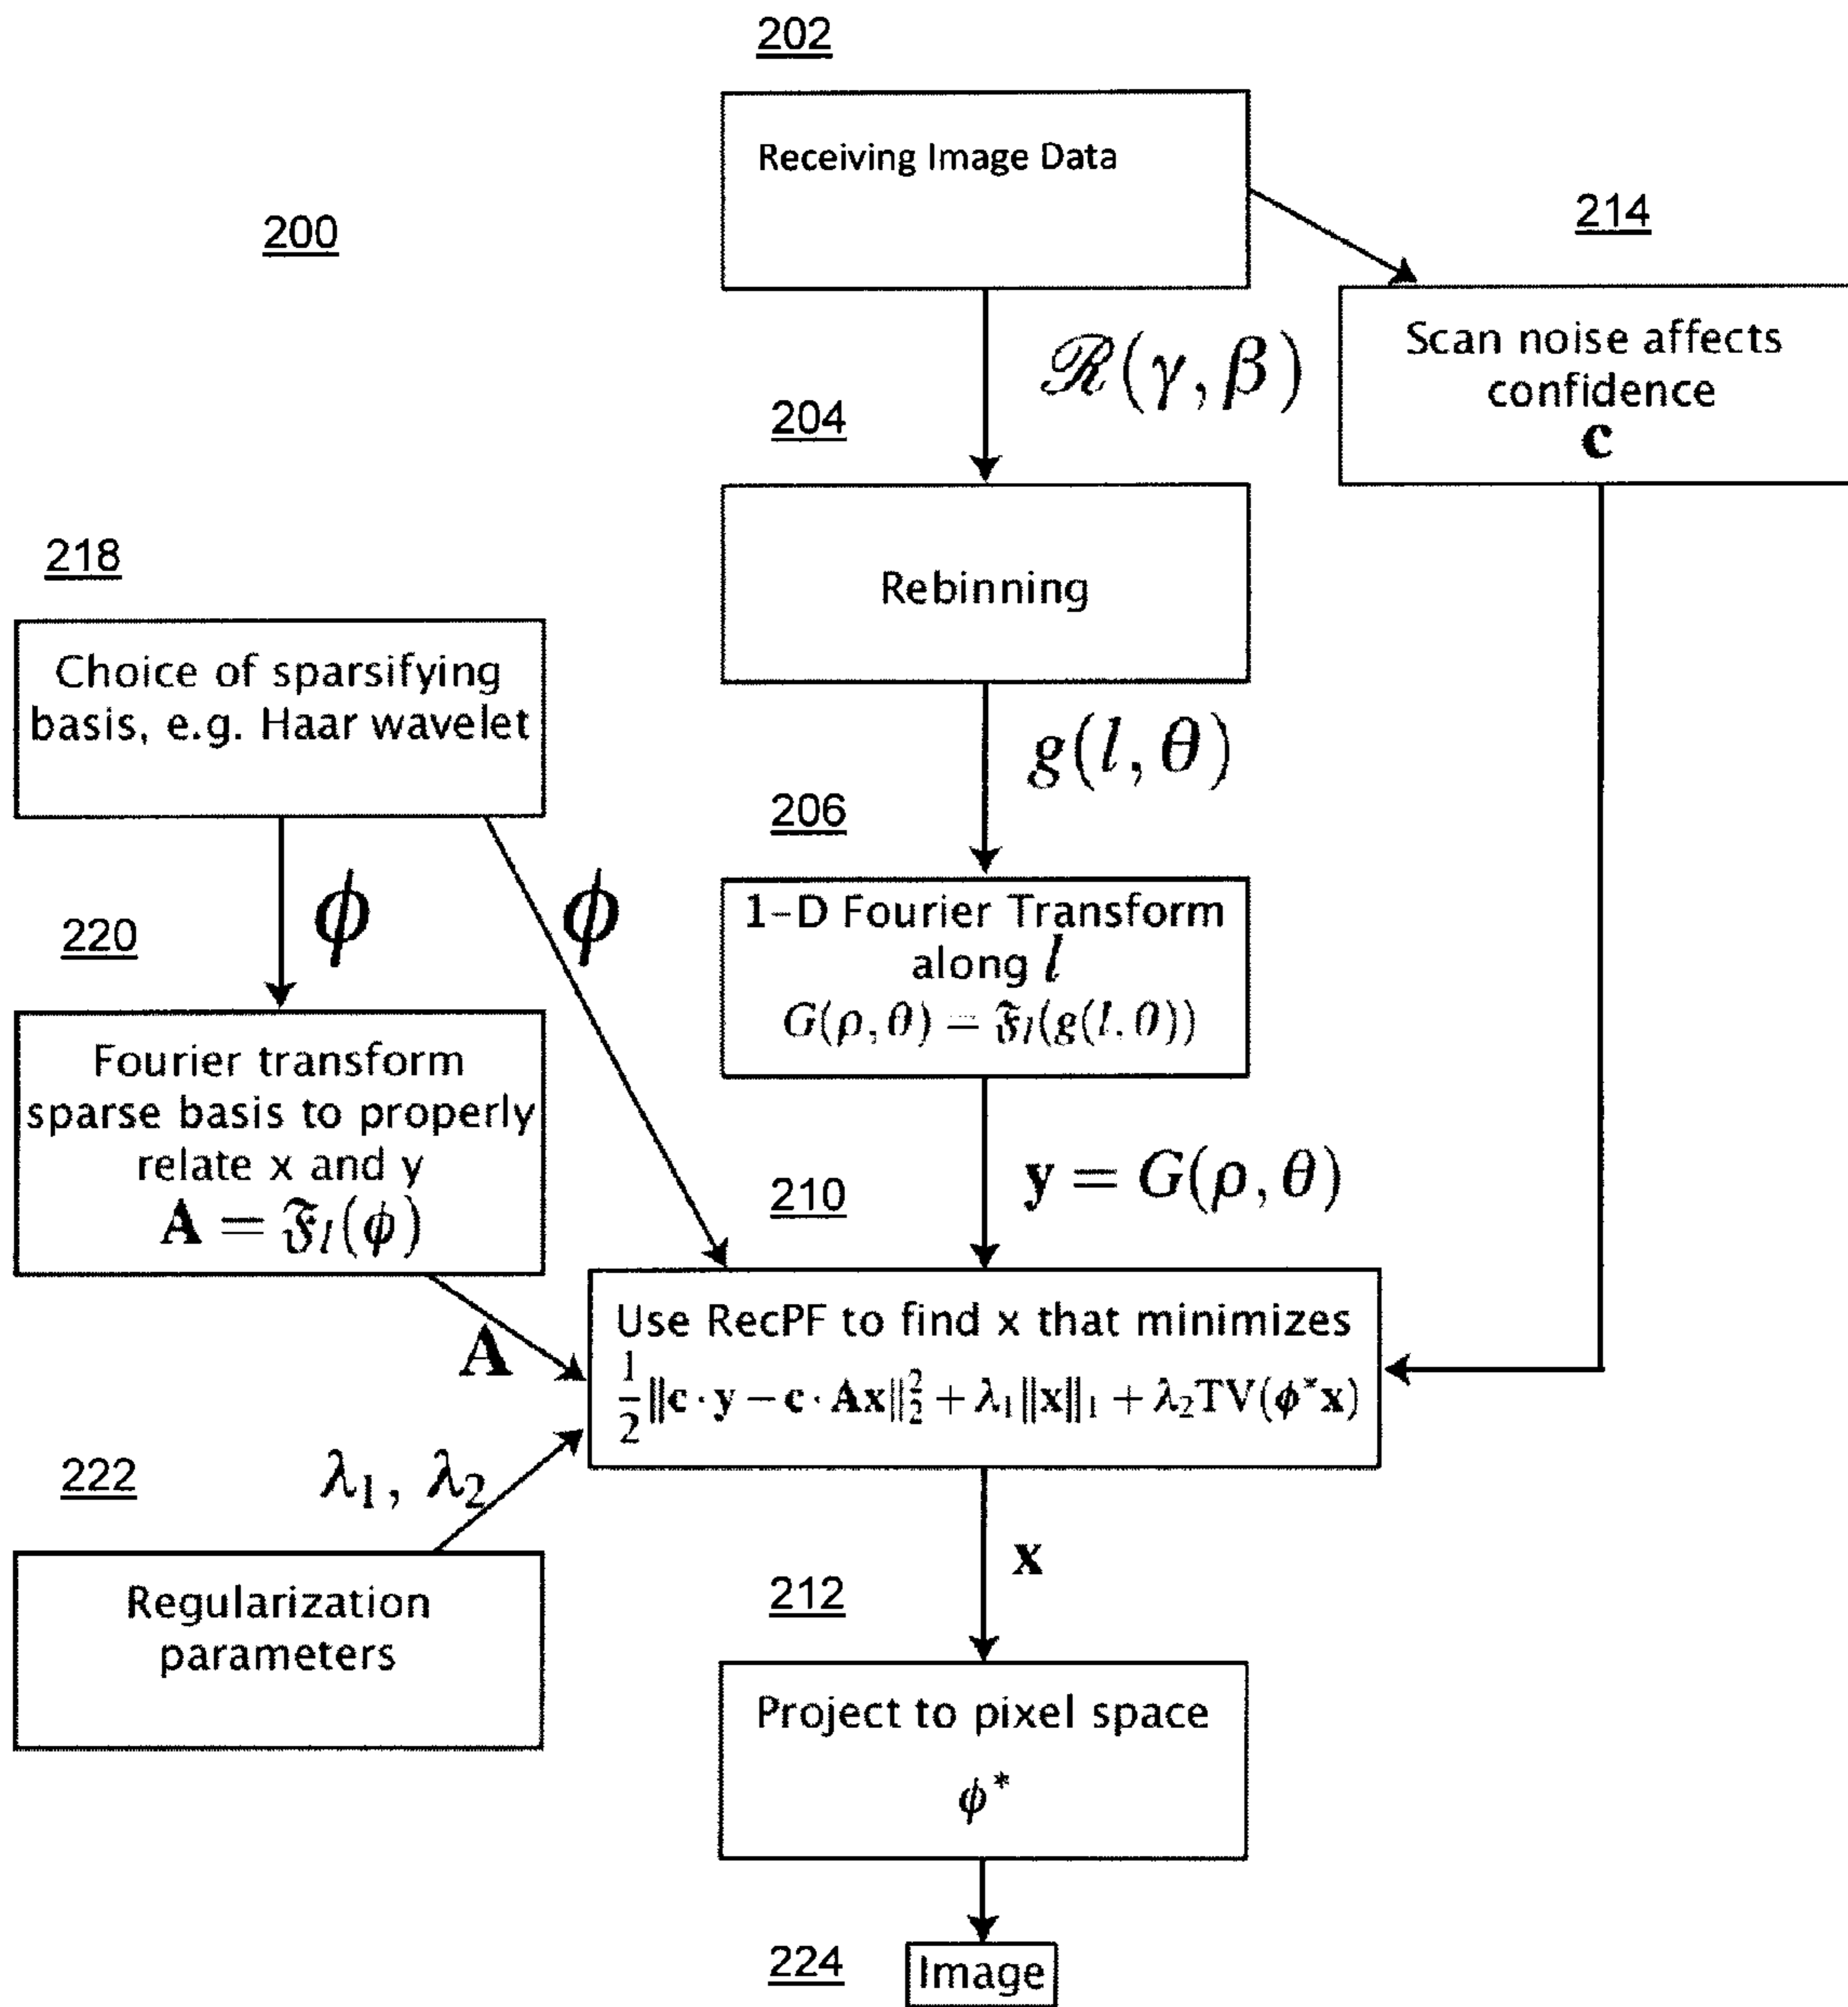 202
Receiving Image Data
200
214
ℛ(γ, β)
Scan noise affects
confidence
c
204
Rebinning
218
Choice of sparsifying
basis, e.g. Haar wavelet
g(l, θ)
206
ϕ
ϕ
1-D Fourier Transform
along l
G(ρ, θ) = 𝔉l(g(l, θ))
220
Fourier transform
sparse basis to properly
relate x and y
A = 𝔉l(ϕ)
y = G(ρ, θ)
210
Use RecPF to find x that minimizes
1/2 ‖c · y − c · Ax‖₂² + λ₁‖x‖₁ + λ₂TV(ϕ*x)
A
222
λ₁, λ₂
Regularization
parameters
x
212
Project to pixel space
ϕ*
224
Image